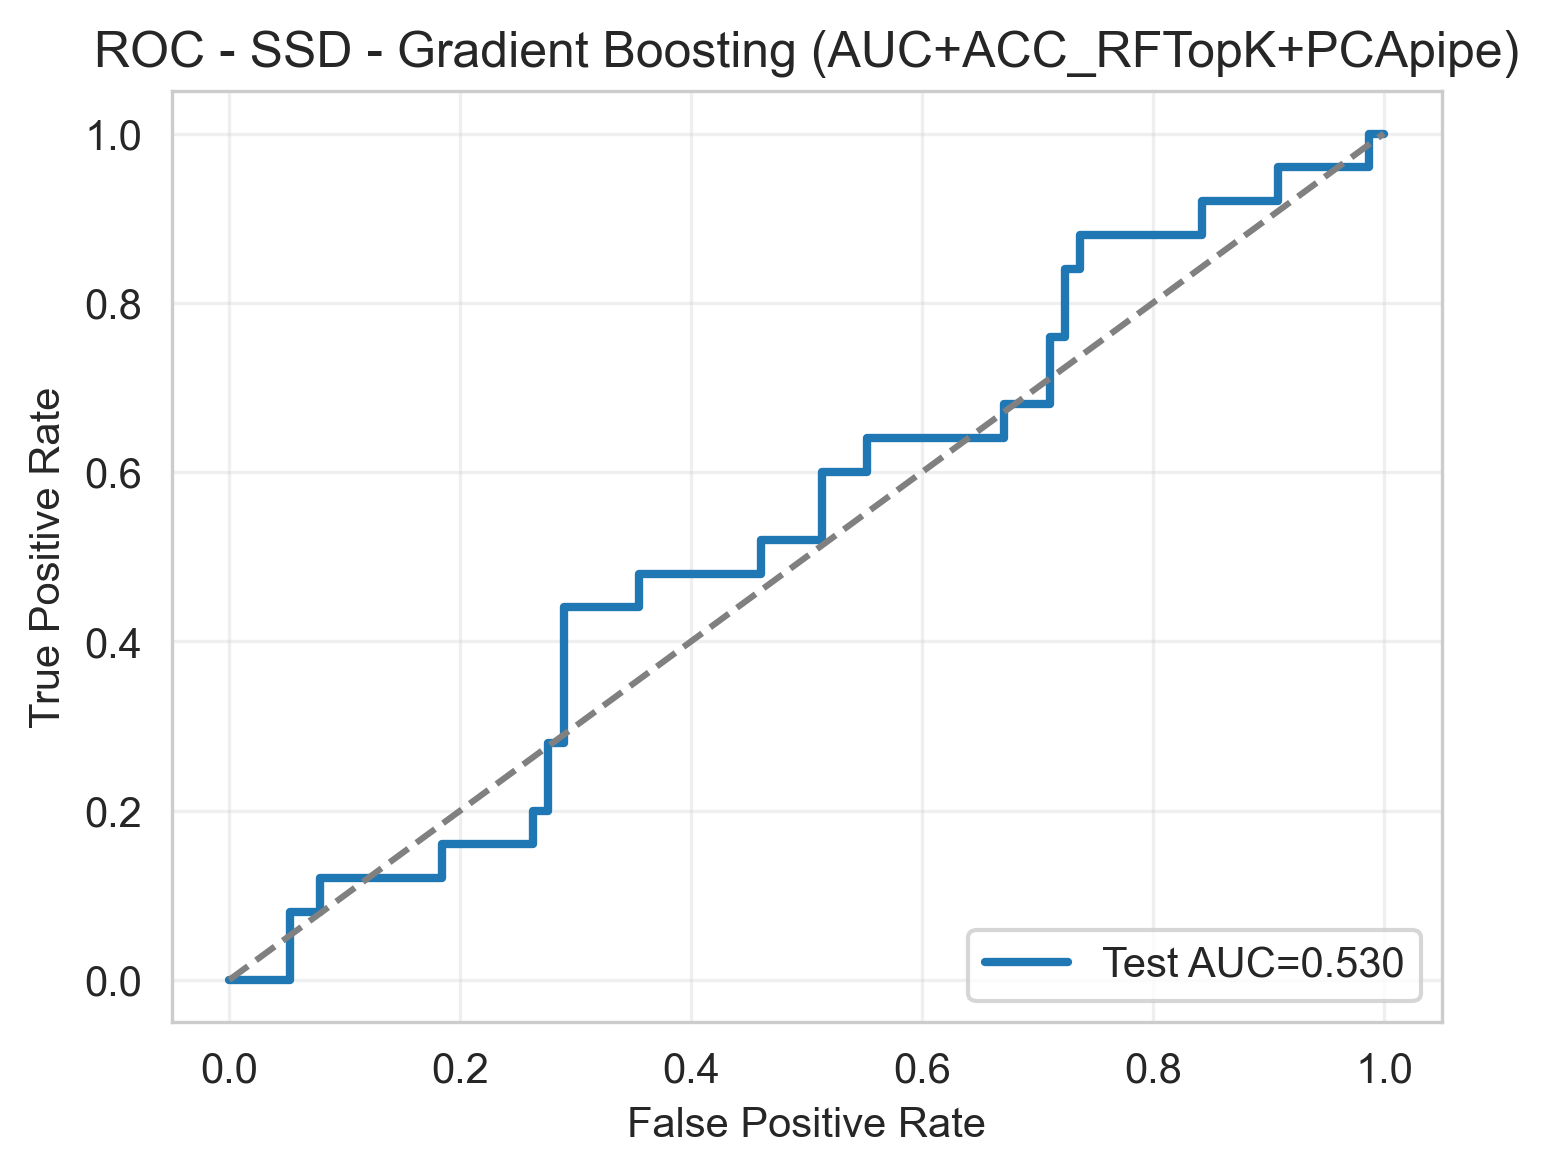 ROC - SSD - Gradient Boosting (AUC+ACC_RFTopK+PCApipe)
1.0
0.8
0.6
0.4
0.2
0.0
True Positive Rate
Test AUC=0.530
0.0 0.2 0.4 0.6 0.8 1.0
False Positive Rate